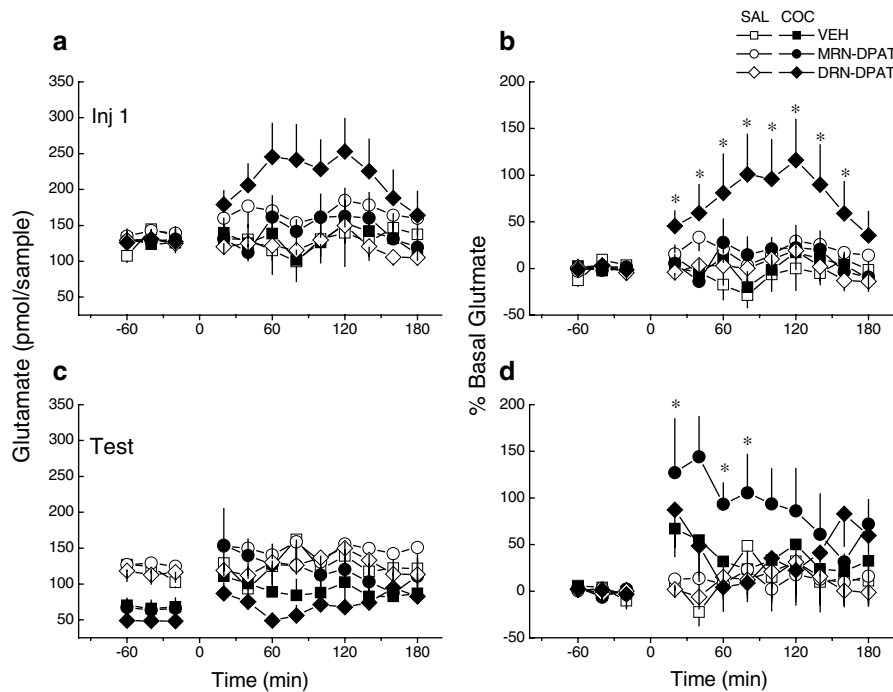 SAL COC
VEH
MRN-DPAT
DRN-DPAT
a
Inj 1
350
300
250
200
150
100
50
-60 0 60 120 180
b
200
150
100
50
0
-50
-60 0 60 120 180
* * * * * * * *
c
Test
350
300
250
200
150
100
50
-60 0 60 120 180
Time (min)
d
200
150
100
50
0
-50
-60 0 60 120 180
* * *
Time (min)
Glutamate (pmol/sample)
% Basal Glutmate